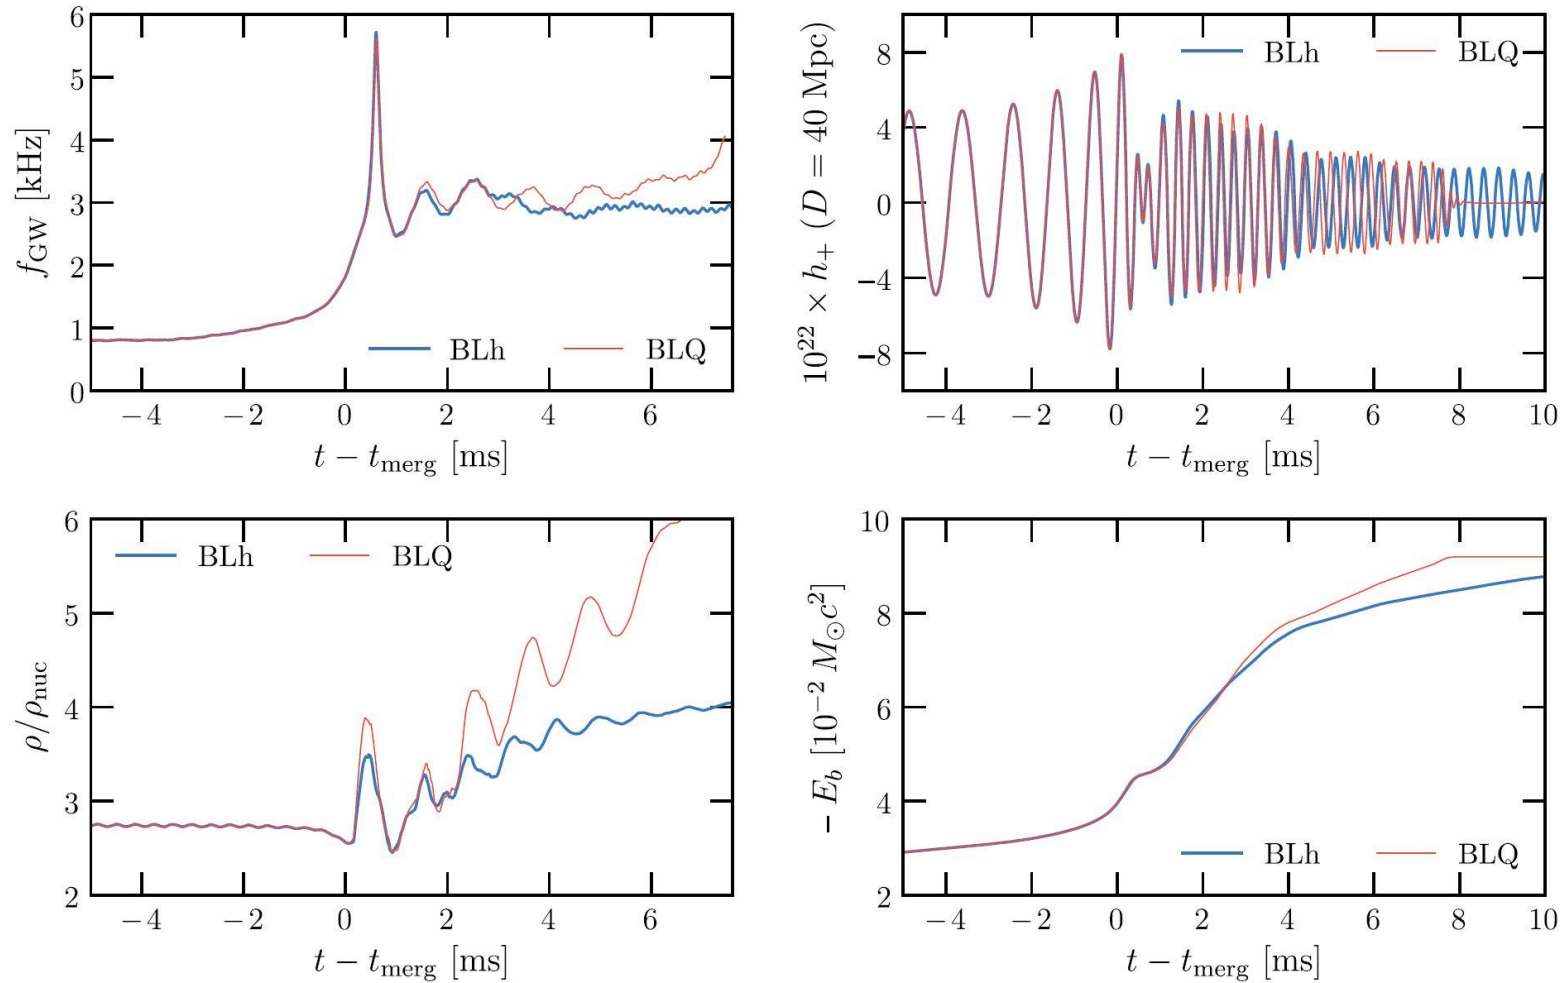 6
5
4
3
2
1
0
f_GW [kHz]
BLh BLQ
−4 −2 0 2 4 6
t − t_merg [ms]
8
4
0
−4
−8
10^22 × h_+ (D = 40 Mpc)
BLh BLQ
−4 −2 0 2 4 6 8 10
t − t_merg [ms]
6
5
4
3
2
ρ/ρ_nuc
BLh BLQ
−4 −2 0 2 4 6
t − t_merg [ms]
10
8
6
4
2
− E_b [10^−2 M_⊙c^2]
BLh BLQ
−4 −2 0 2 4 6 8 10
t − t_merg [ms]